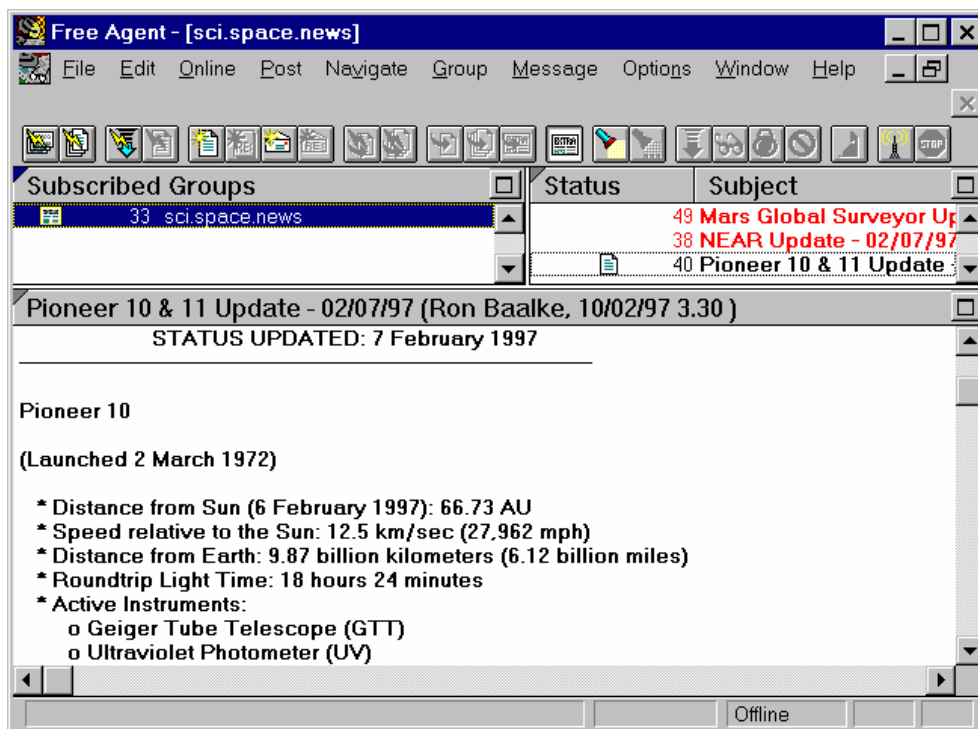 Free Agent - [sci.space.news]
File Edit Online Post Navigate Group Message Options Window Help
EXTRA STOP
Subscribed Groups Status Subject
33 sci.space.news
49 Mars Global Surveyor Up
38 NEAR Update - 02/07/97
40 Pioneer 10 & 11 Update -
Pioneer 10 & 11 Update - 02/07/97 (Ron Baalke, 10/02/97 3.30 )
STATUS UPDATED: 7 February 1997
Pioneer 10
(Launched 2 March 1972)
* Distance from Sun (6 February 1997): 66.73 AU
* Speed relative to the Sun: 12.5 km/sec (27,962 mph)
* Distance from Earth: 9.87 billion kilometers (6.12 billion miles)
* Roundtrip Light Time: 18 hours 24 minutes
* Active Instruments:
o Geiger Tube Telescope (GTT)
o Ultraviolet Photometer (UV)
Offline